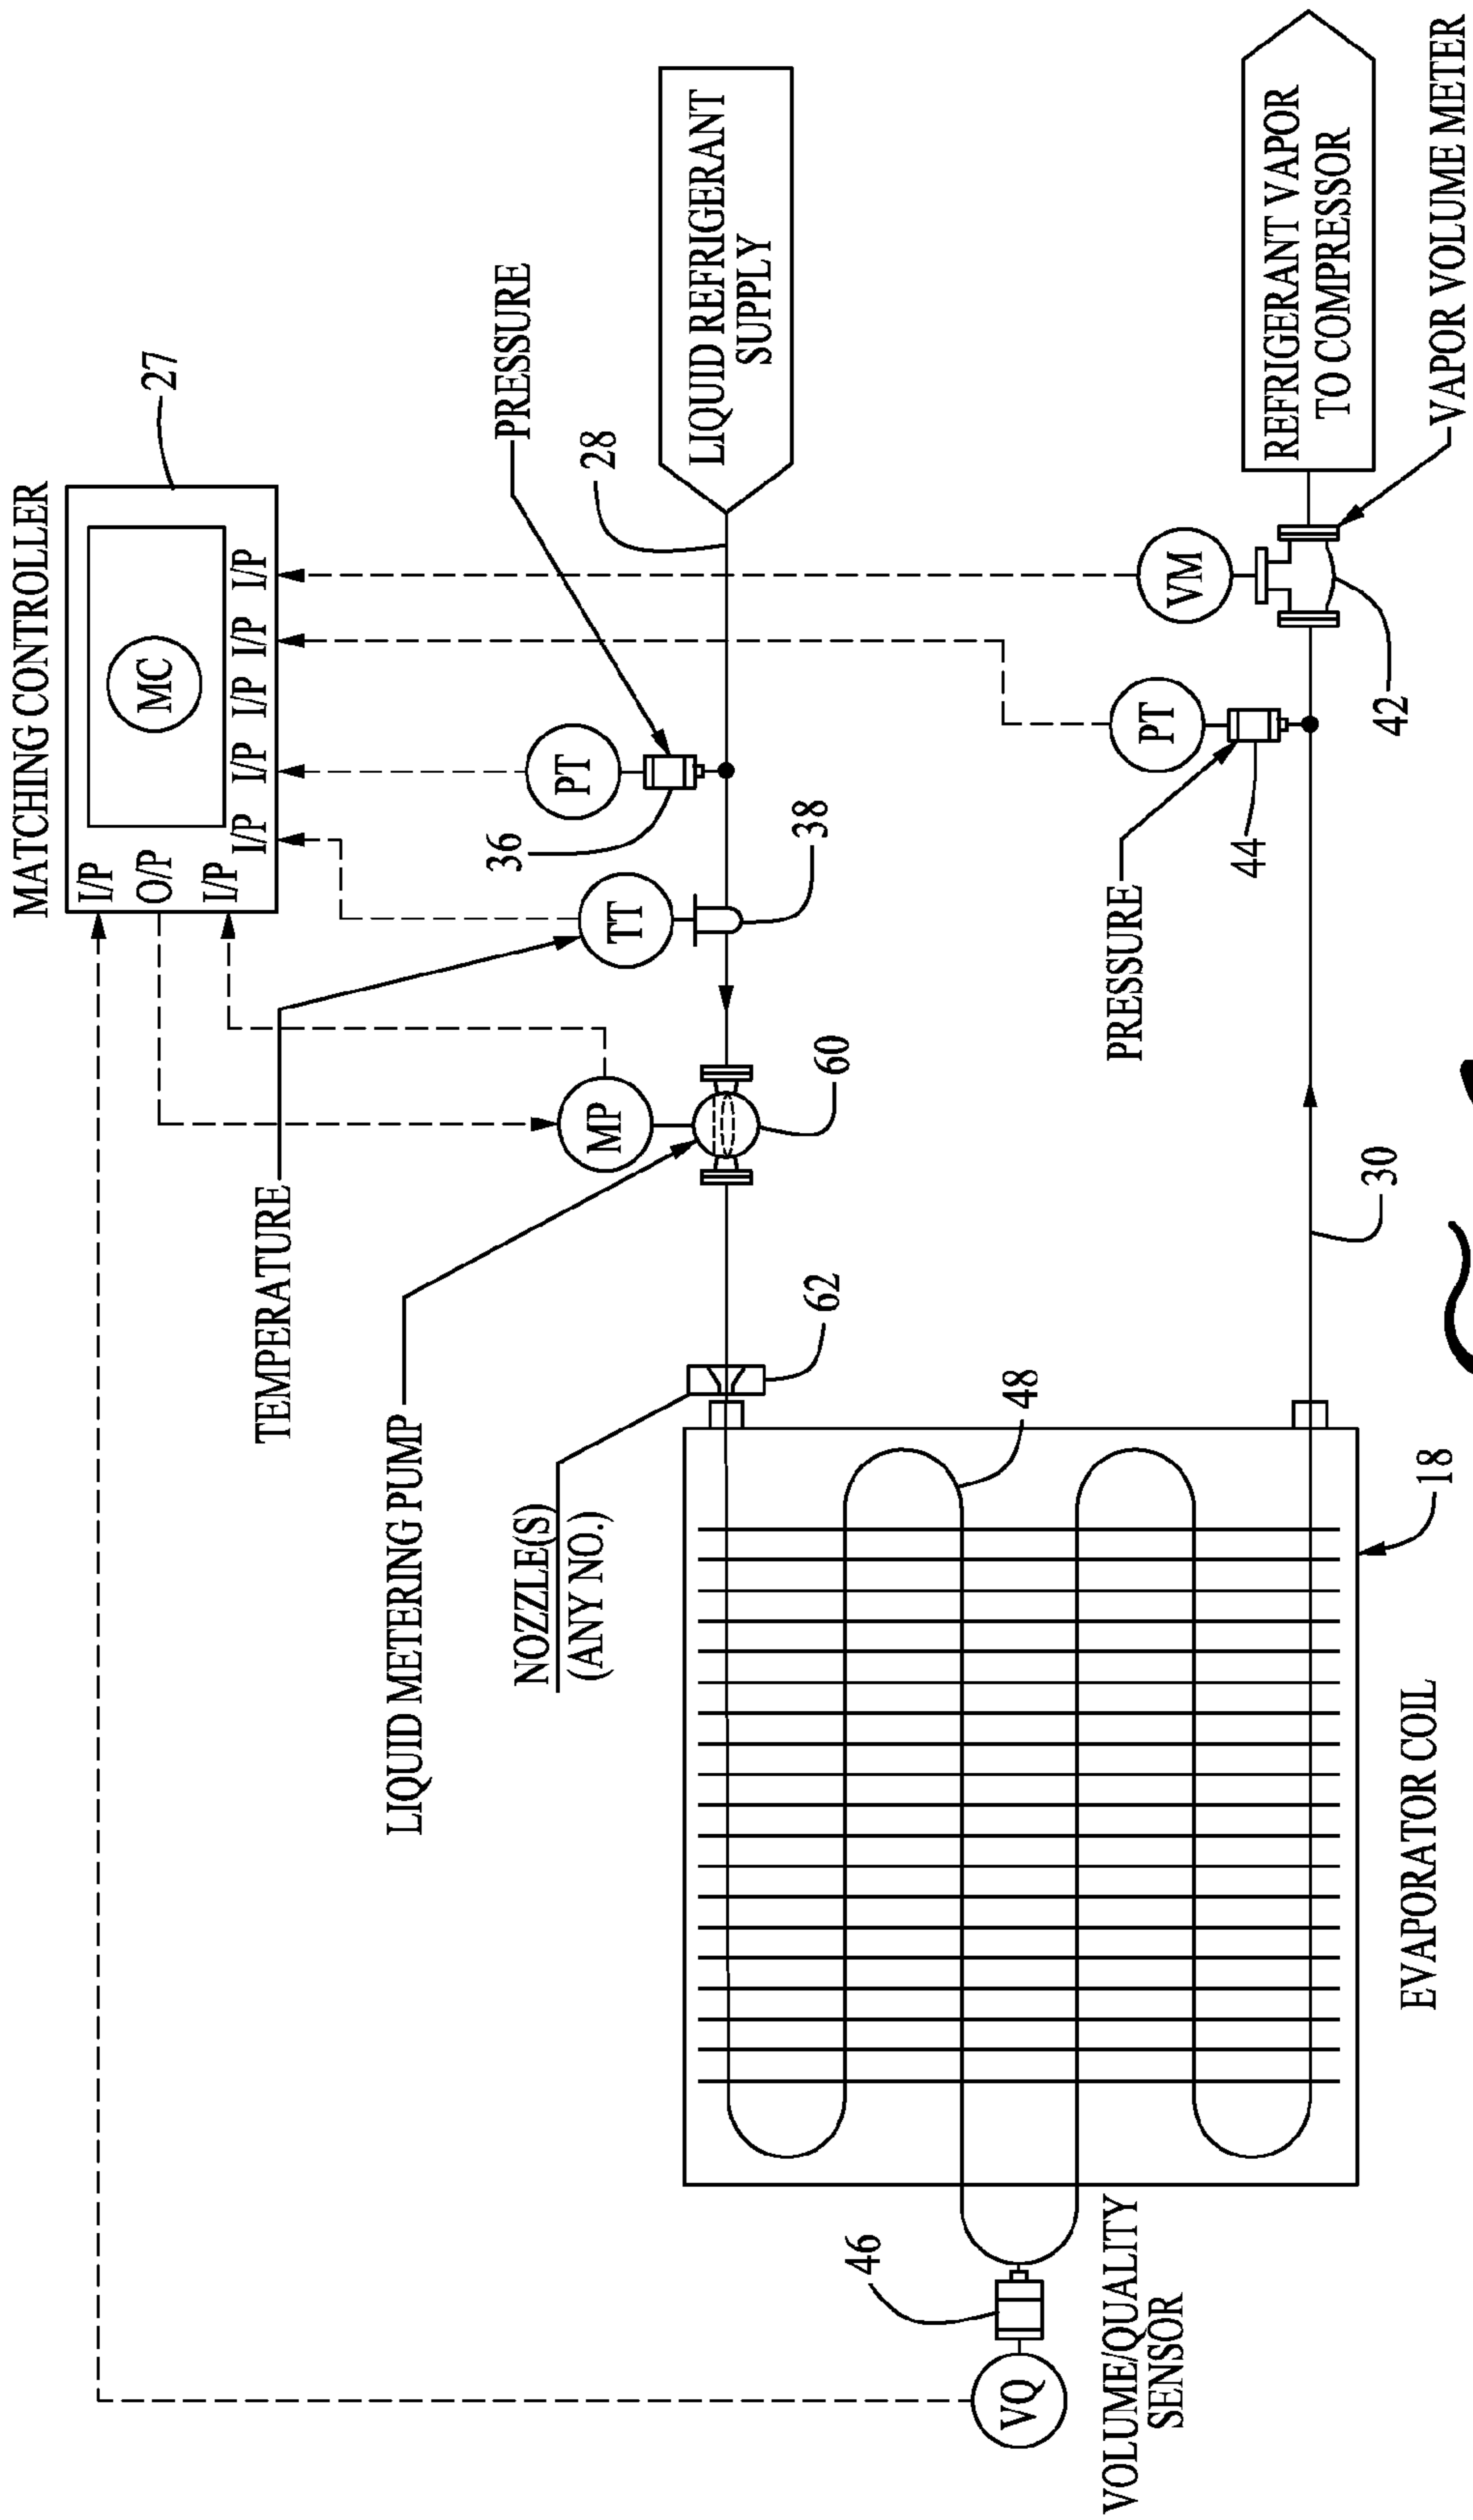 MATCHING CONTROLLER
27
MC
I/P
O/P
I/P
I/P
I/P
I/P
I/P
I/P
TEMPERATURE
LIQUID METERING PUMP
NOZZLE(S)
(ANY NO.)
PRESSURE
28
36
PT
TT
MP
38
60
62
LIQUID REFRIGERANT
SUPPLY
48
46
VQ
VOLUME/QUALITY
SENSOR
PRESSURE
PT
44
VM
42
REFRIGERANT VAPOR
TO COMPRESSOR
VAPOR VOLUME METER
30
18
EVAPORATOR COIL